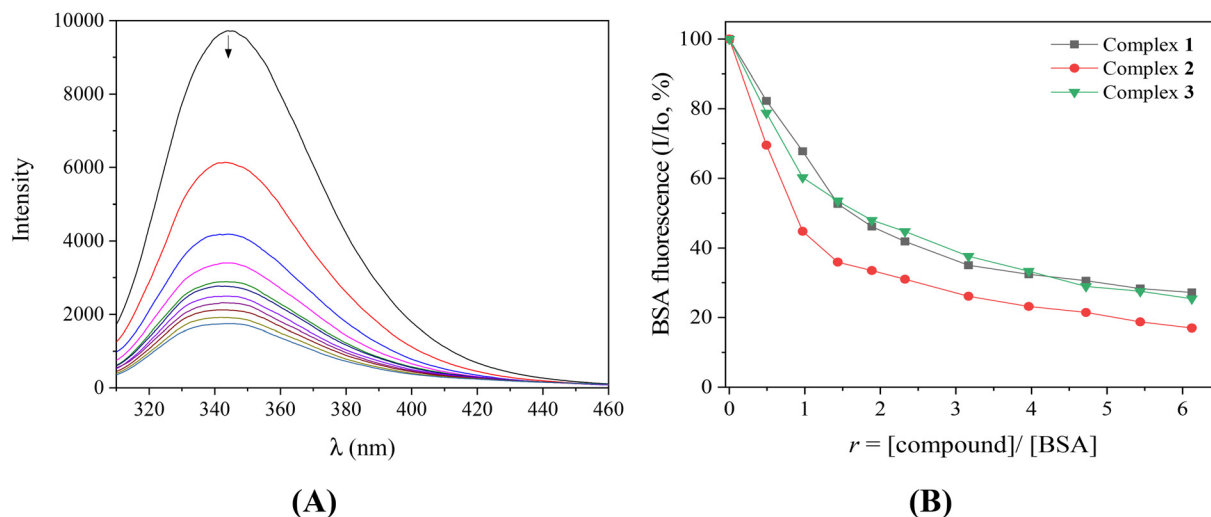 10000
8000
6000
4000
2000
0
Intensity
320 340 360 380 400 420 440 460
λ (nm)
(A)
100
80
60
40
20
0
BSA fluorescence (I/Io, %)
Complex 1
Complex 2
Complex 3
0 1 2 3 4 5 6
r = [compound]/ [BSA]
(B)